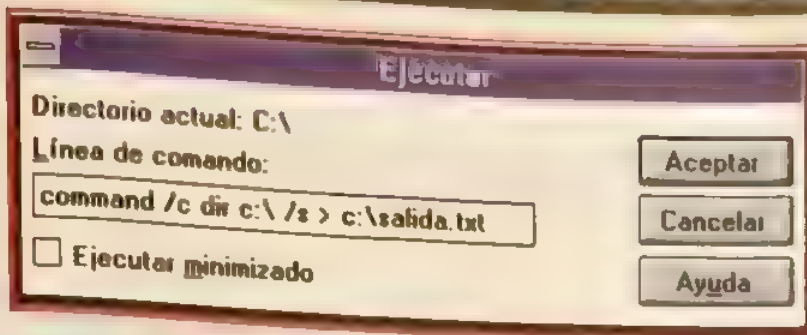 Ejecutar
Directorio actual: C:\
Línea de comando:
command /c dir c:\ /s > c:\salida.txt
Ejecutar minimizado
Aceptar
Cancelar
Ayuda